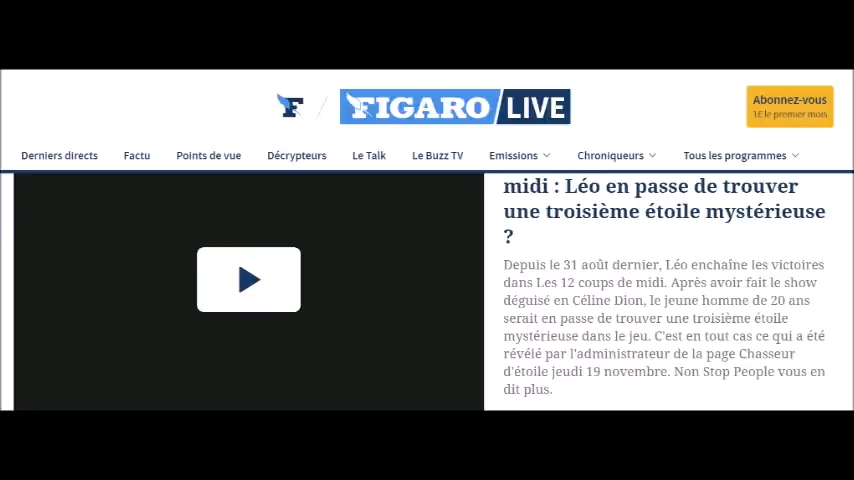 F FIGARO LIVE
Abonnez-vous
1€ le premier mois
Derniers directs Factu Points de vue Décrypteurs Le Talk Le Buzz TV Emissions Chroniqueurs Tous les programmes
midi : Léo en passe de trouver
une troisième étoile mystérieuse
?
Depuis le 31 août dernier, Léo enchaîne les victoires
dans Les 12 coups de midi. Après avoir fait le show
déguisé en Céline Dion, le jeune homme de 20 ans
serait en passe de trouver une troisième étoile
mystérieuse dans le jeu. C'est en tout cas ce qui a été
révélé par l'administrateur de la page Chasseur
d'étoile jeudi 19 novembre. Non Stop People vous en
dit plus.